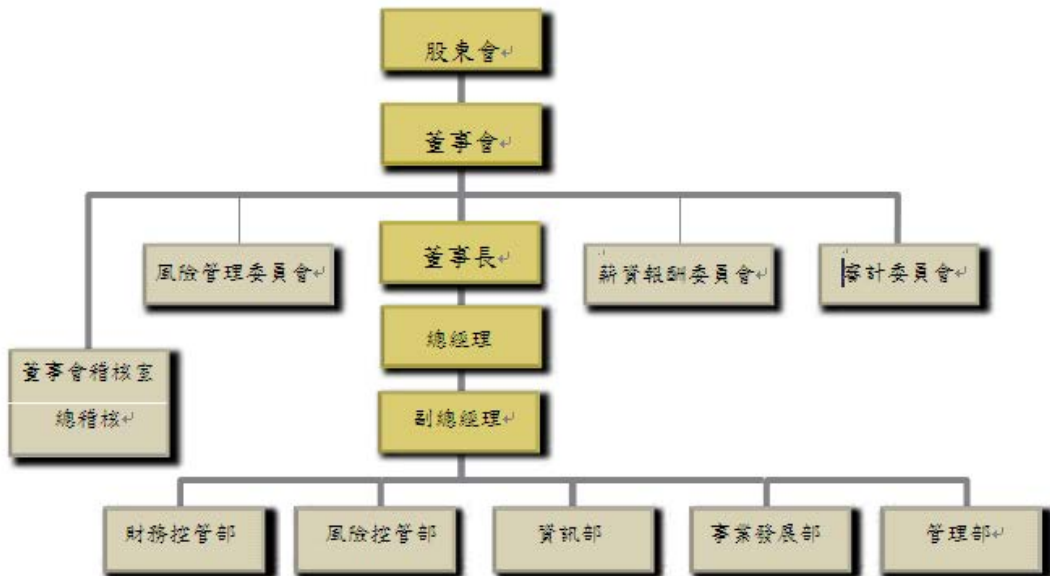 股東會
董事會
董事長
風險管理委員會
薪資報酬委員會
審計委員會
總經理
董事會稽核室
總稽核
副總經理
財務控管部
風險控管部
資訊部
事業發展部
管理部